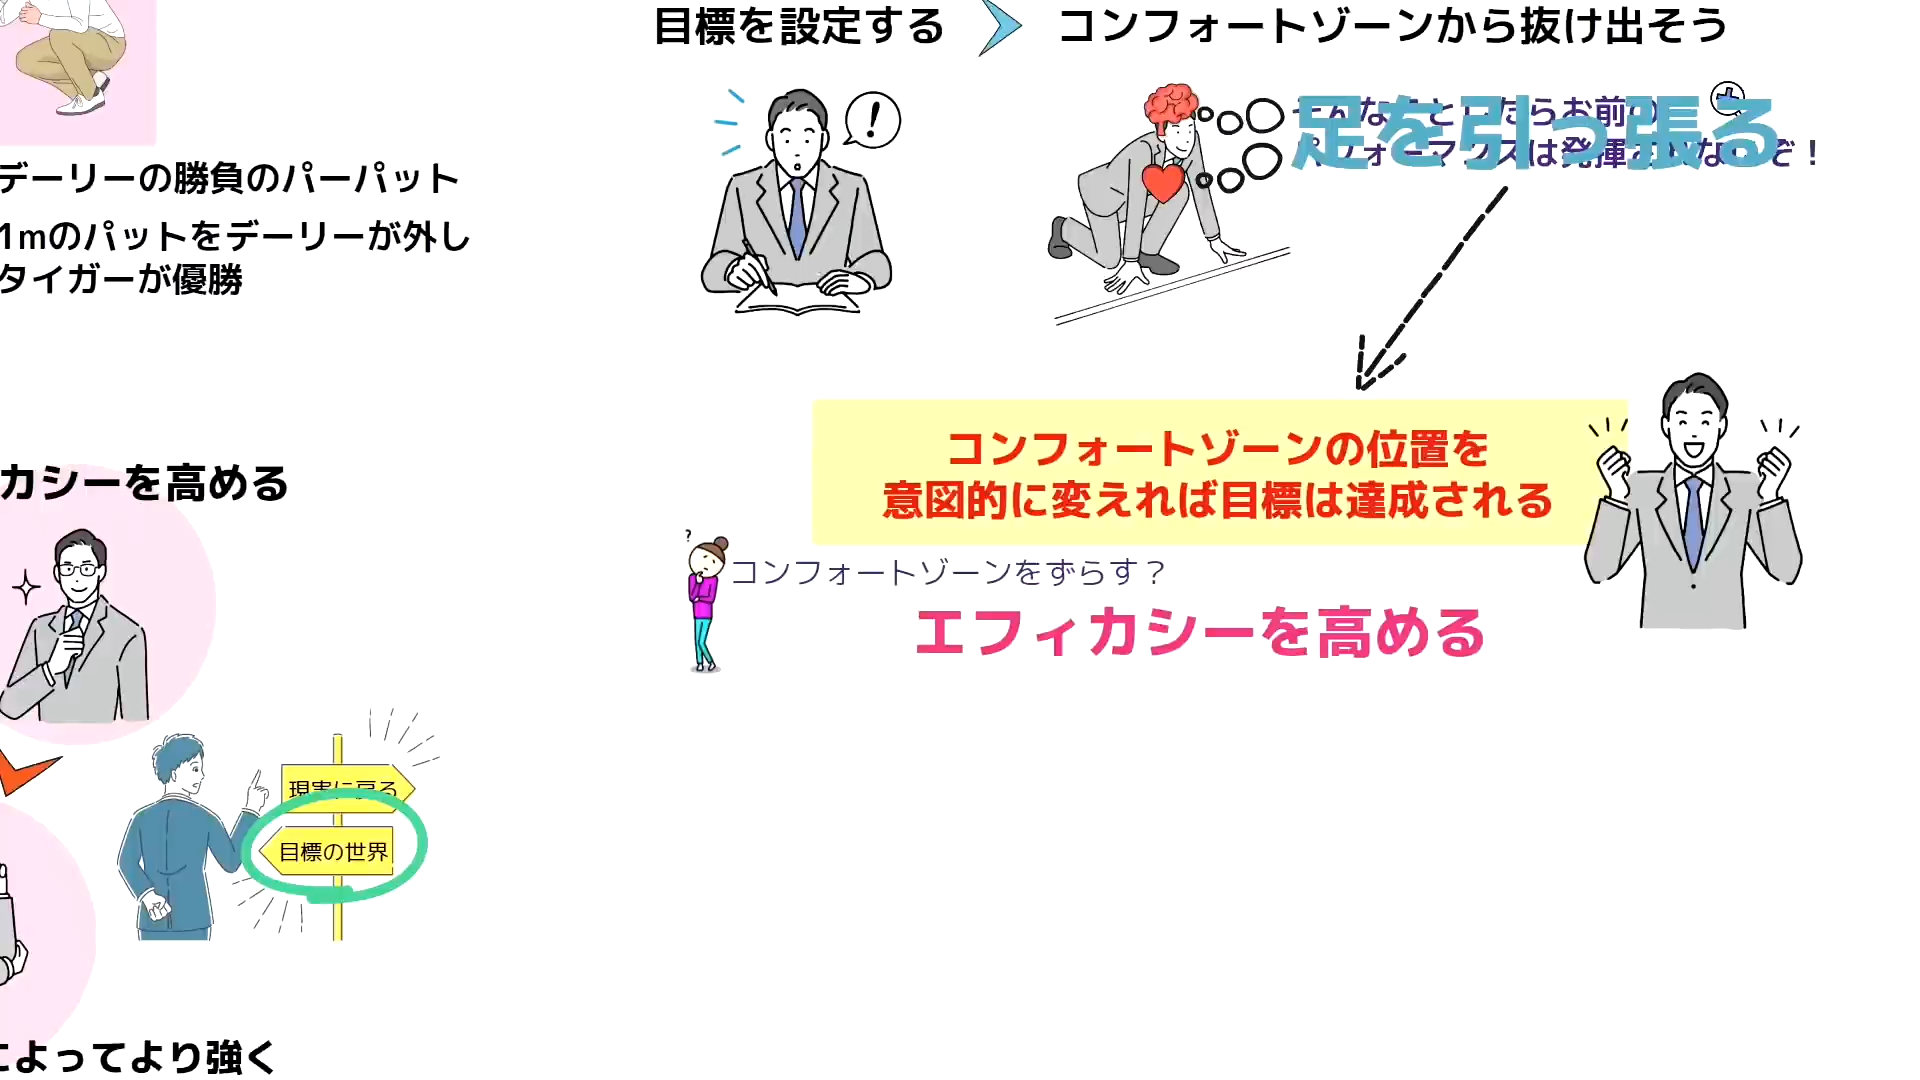 目標を設定する
コンフォートゾーンから抜け出そう
!
足を引っ張る
デーリーの勝負のパーパット
1mのパットをデーリーが外し
タイガーが優勝
コンフォートゾーンの位置を
意図的に変えれば目標は達成される
?
コンフォートゾーンをずらす？
エフィカシーを高める
カシーを高める
現実に戻る
目標の世界
によってより強く